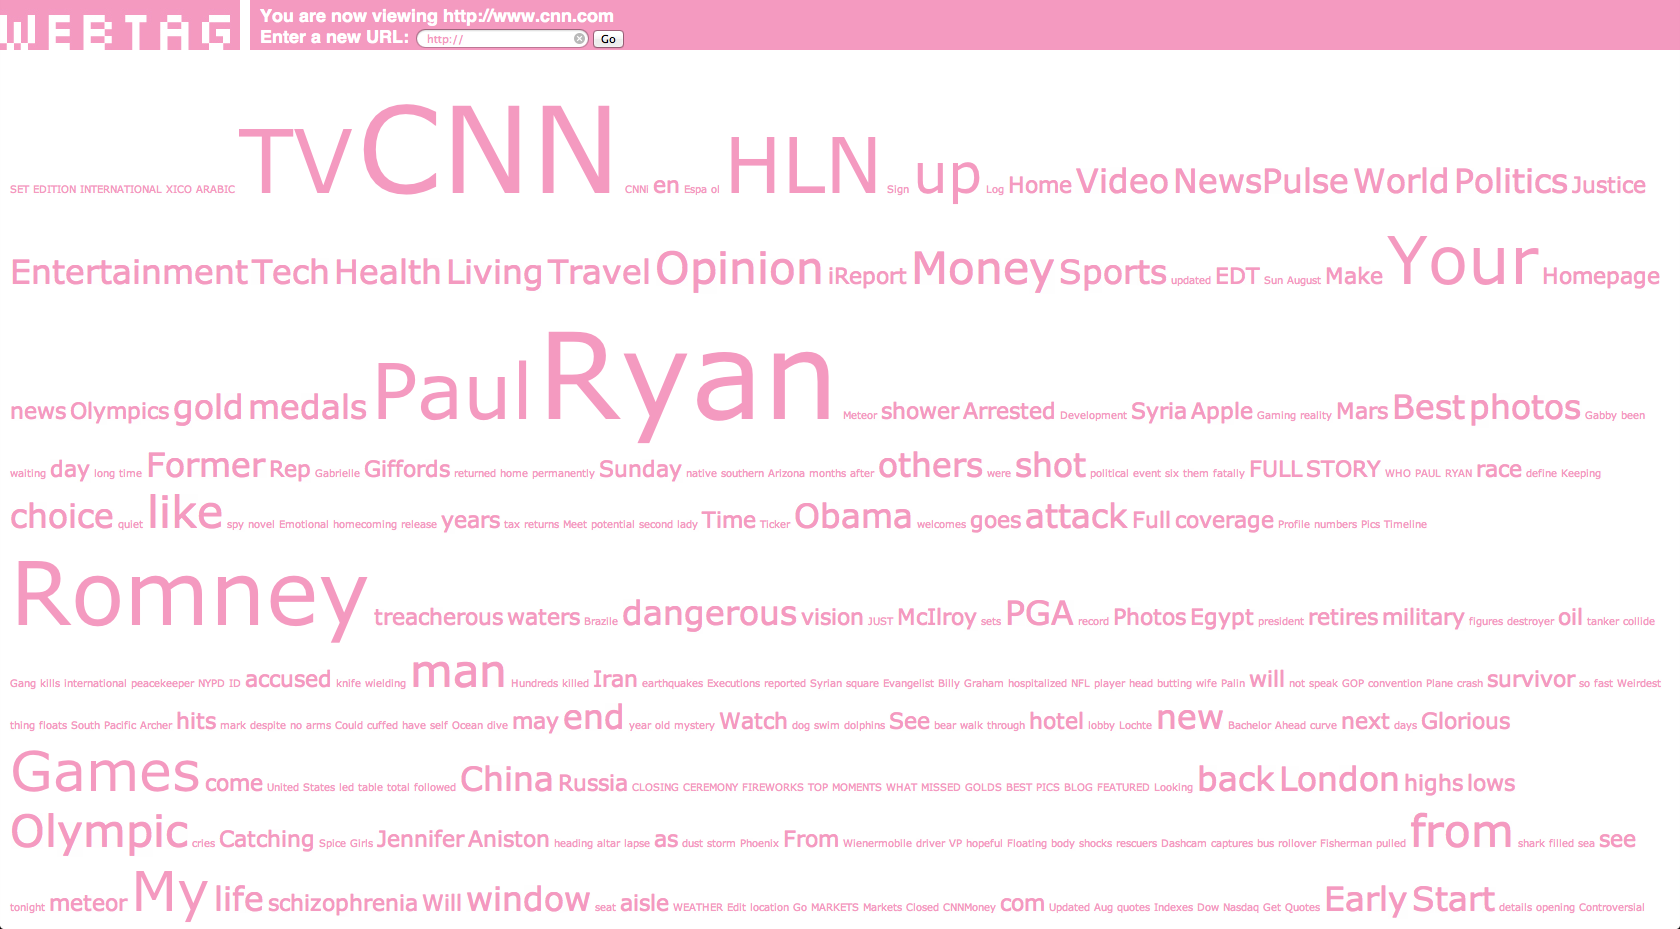 WEBTAG
You are now viewing http://www.cnn.com
Enter a new URL: http:// Go
SET EDITION INTERNATIONAL XICO ARABIC TV CNN CNNi en Espa ol HLN Sign up Log Home Video NewsPulse World Politics Justice
Entertainment Tech Health Living Travel Opinion iReport Money Sports updated EDT Sun August Make Your Homepage
news Olympics gold medals Paul Ryan Meteor shower Arrested Development Syria Apple Gaming reality Mars Best photos Gabby been
waiting day long time Former Rep Gabrielle Giffords returned home permanently Sunday native southern Arizona months after others were shot political event six them fatally FULL STORY WHO PAUL RYAN race define Keeping
choice quiet like spy novel Emotional homecoming release years tax returns Meet potential second lady Time Ticker Obama welcomes goes attack Full coverage Profile numbers Pics Timeline
Romney treacherous waters Brazile dangerous vision JUST McIlroy sets PGA record Photos Egypt president retires military figures destroyer oil tanker collide
Gang kills international peacekeeper NYPD ID accused knife wielding man Hundreds killed Iran earthquakes Executions reported Syrian square Evangelist Billy Graham hospitalized NFL player head butting wife Palin will not speak GOP convention Plane crash survivor so fast Weirdest
thing floats South Pacific Archer hits mark despite no arms Could cuffed have self Ocean dive may end year old mystery Watch dog swim dolphins See bear walk through hotel lobby Lochte new Bachelor Ahead curve next days Glorious
Games come United States led table total followed China Russia CLOSING CEREMONY FIREWORKS TOP MOMENTS WHAT MISSED GOLDS BEST PICS BLOG FEATURED Looking back London highs lows
Olympic cries Catching Spice Girls Jennifer Aniston heading altar lapse as dust storm Phoenix From Wienermobile driver VP hopeful Floating body shocks rescuers Dashcam captures bus rollover Fisherman pulled from shark filled sea see
tonight meteor My life schizophrenia Will window seat aisle WEATHER Edit location Go MARKETS Markets Closed CNNMoney com Updated Aug quotes Indexes Dow Nasdaq Get Quotes Early Start details opening Controversial